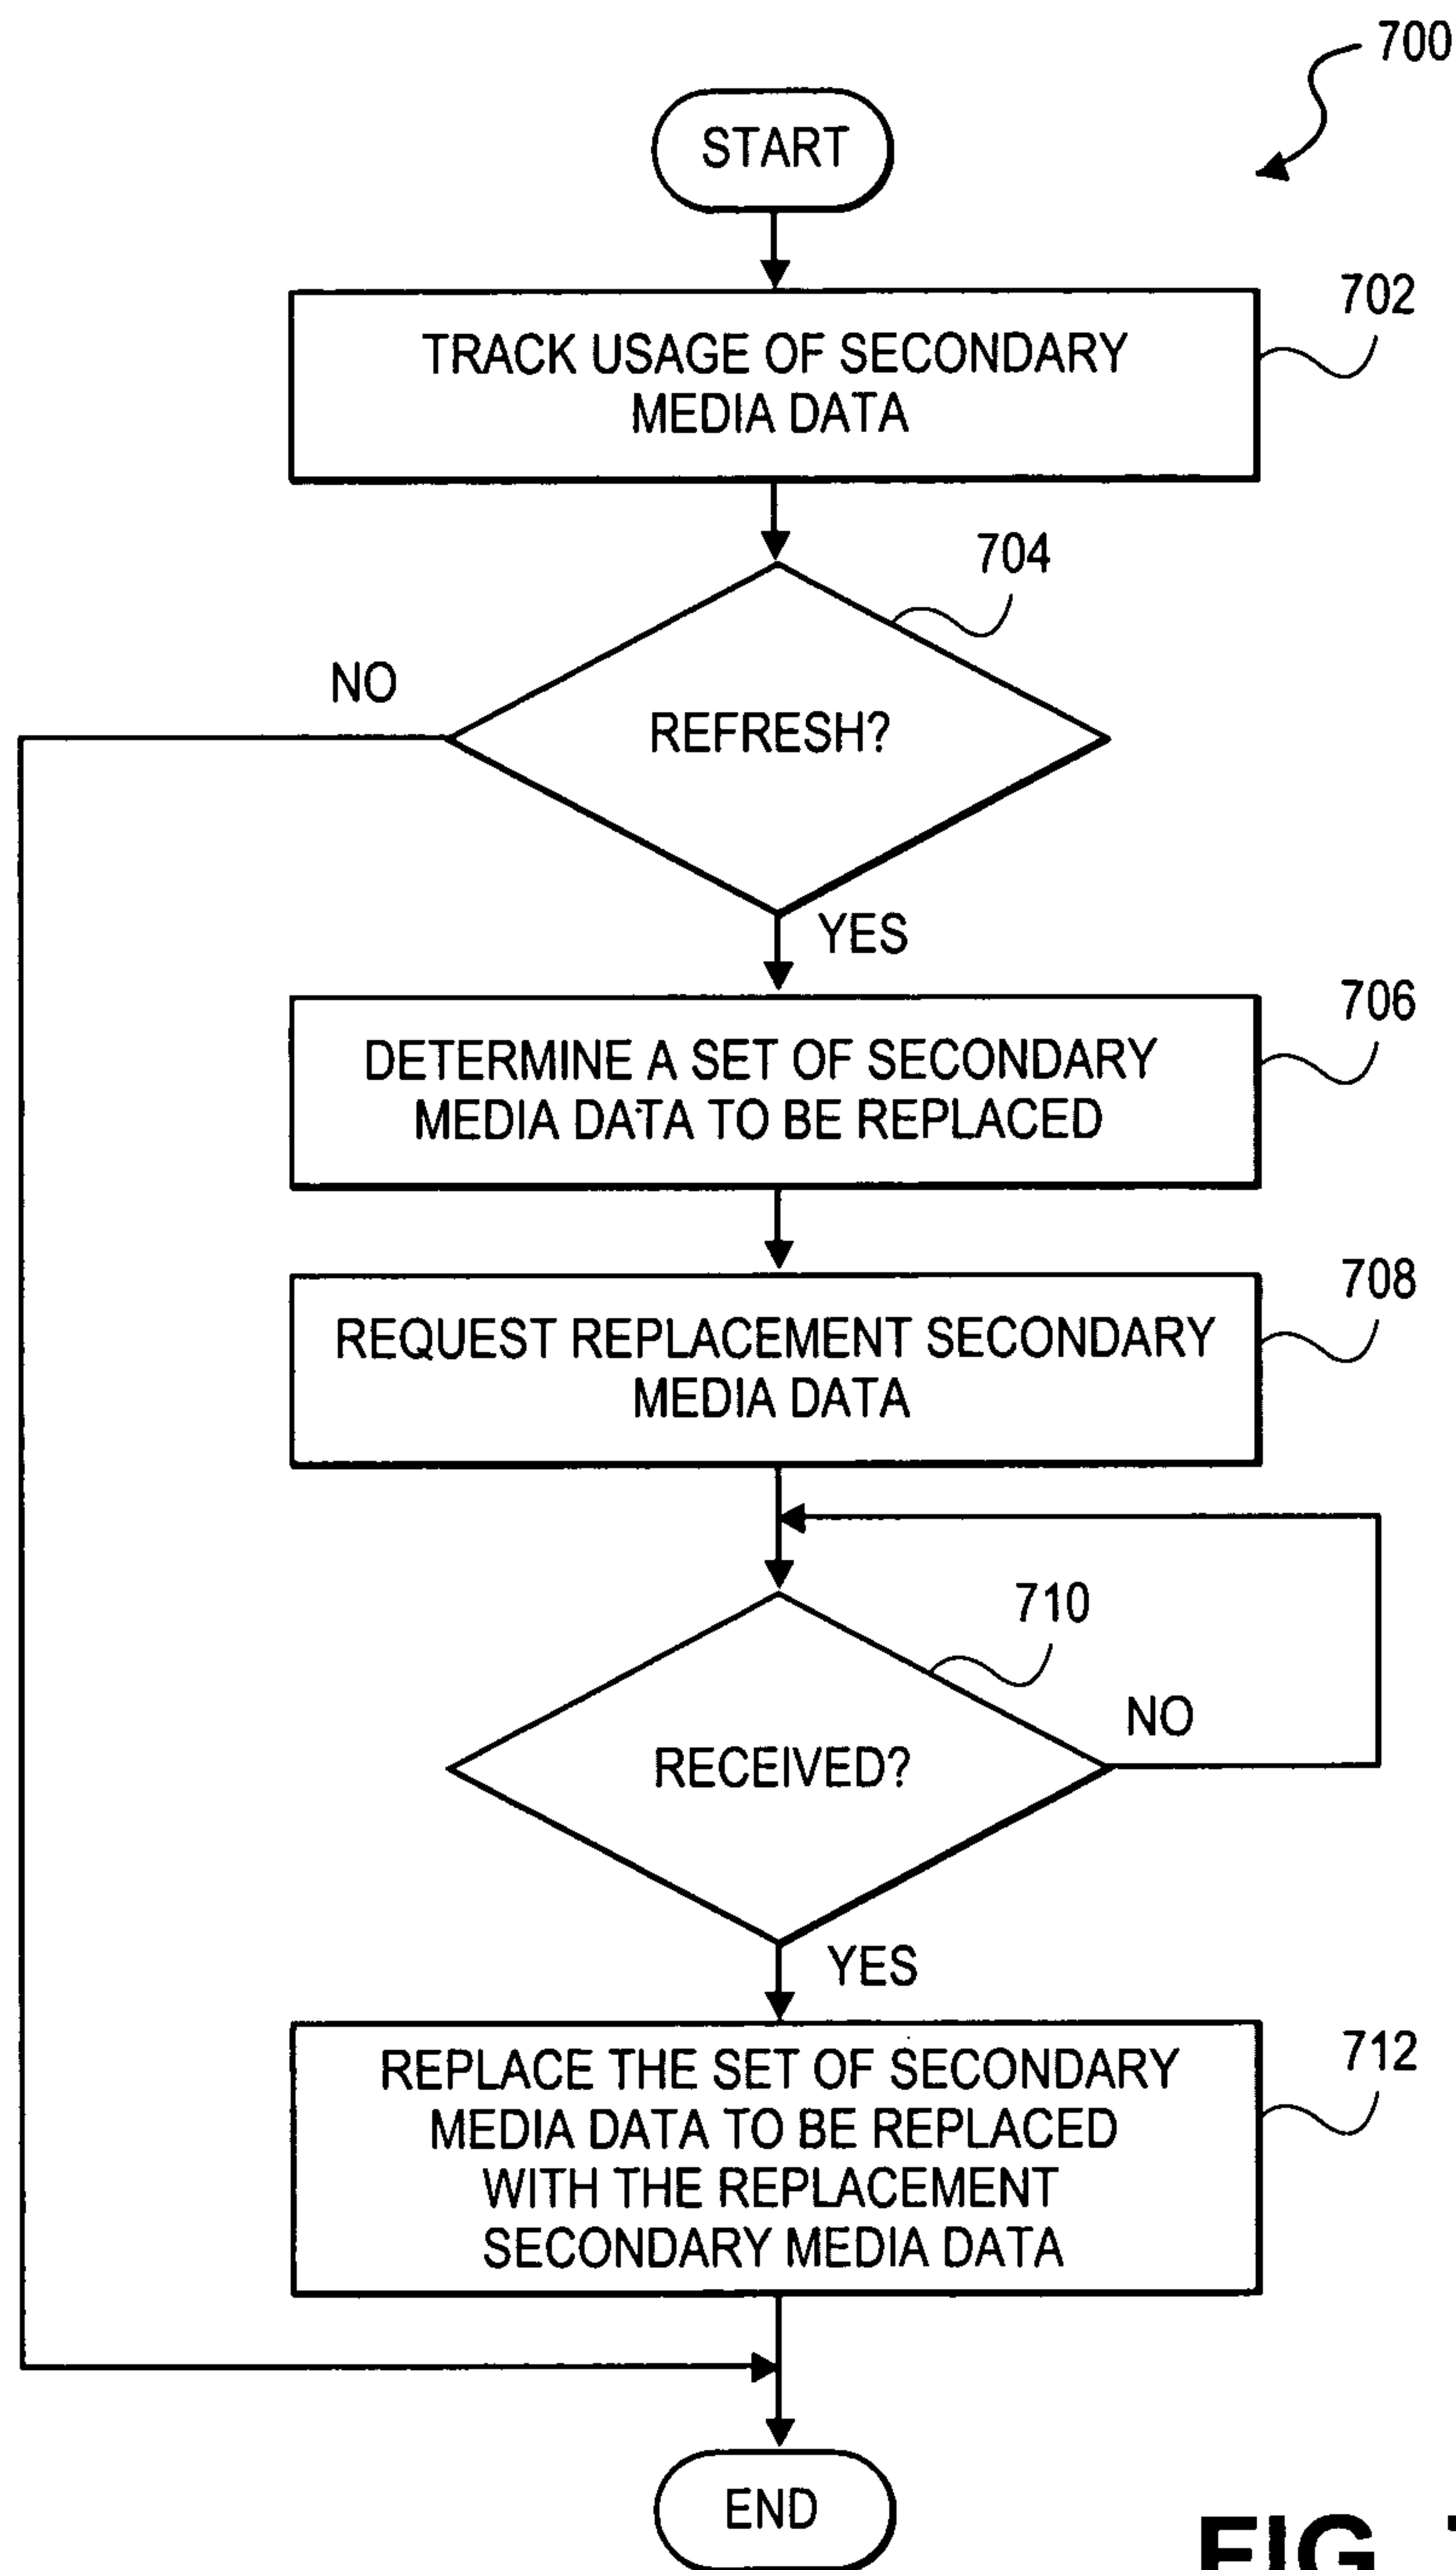 700
START
702
TRACK USAGE OF SECONDARY
MEDIA DATA
704
NO
REFRESH?
YES
706
DETERMINE A SET OF SECONDARY
MEDIA DATA TO BE REPLACED
708
REQUEST REPLACEMENT SECONDARY
MEDIA DATA
710
NO
RECEIVED?
YES
712
REPLACE THE SET OF SECONDARY
MEDIA DATA TO BE REPLACED
WITH THE REPLACEMENT
SECONDARY MEDIA DATA
END
FIG.